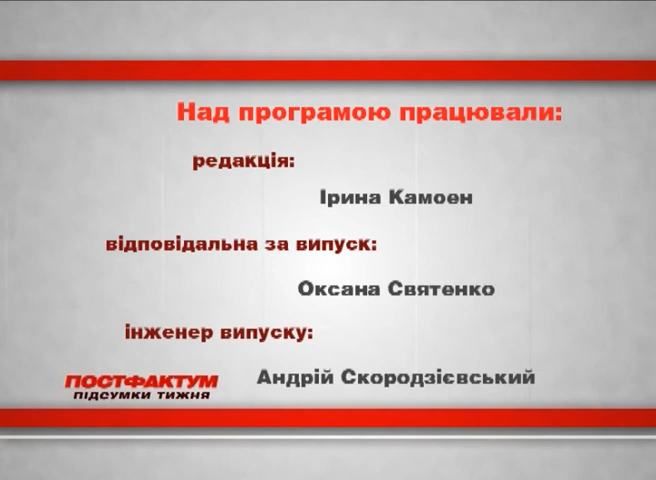 Над програмою працювали:
редакція:
Ірина Камоен
відповідальна за випуск:
Оксана Святенко
інженер випуску:
Андрій Скородзієвський
ПОСТФАКТУМ
ПІДСУМКИ ТИЖНЯ